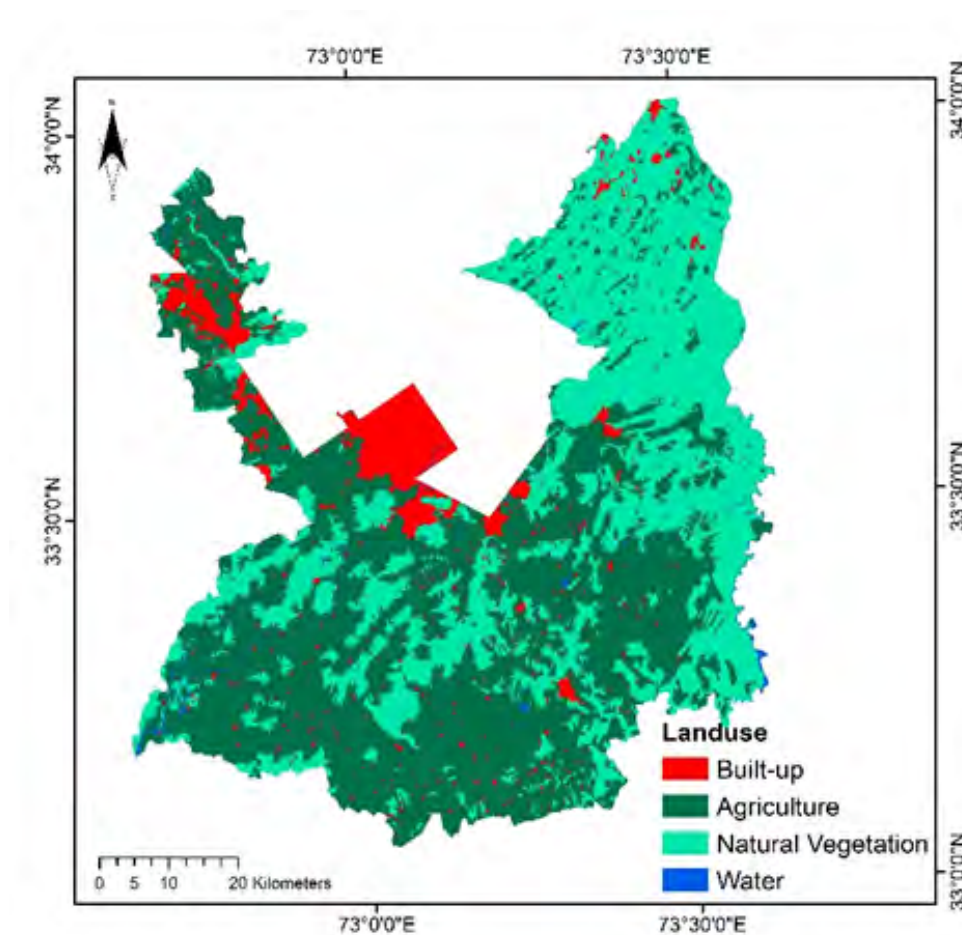 73°0'0"E
73°30'0"E
N
34°0'0"N
34°0'0"N
33°30'0"N
33°30'0"N
Landuse
Built-up
Agriculture
Natural Vegetation
Water
0 5 10 20 Kilometers
33°0'0"N
73°0'0"E
73°30'0"E